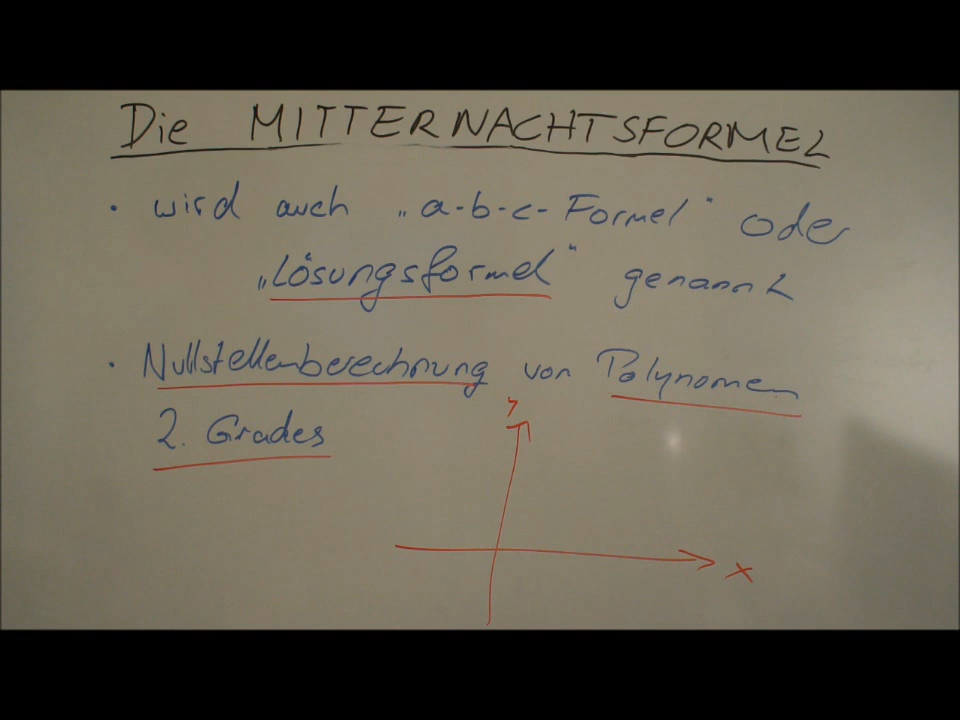 Die MITTERNACHTSFORMEL
• wird auch „a-b-c-Formel" oder
„Lösungsformel" genannt
• Nullstellenberechnung von Polynomen
2. Grades
y
x